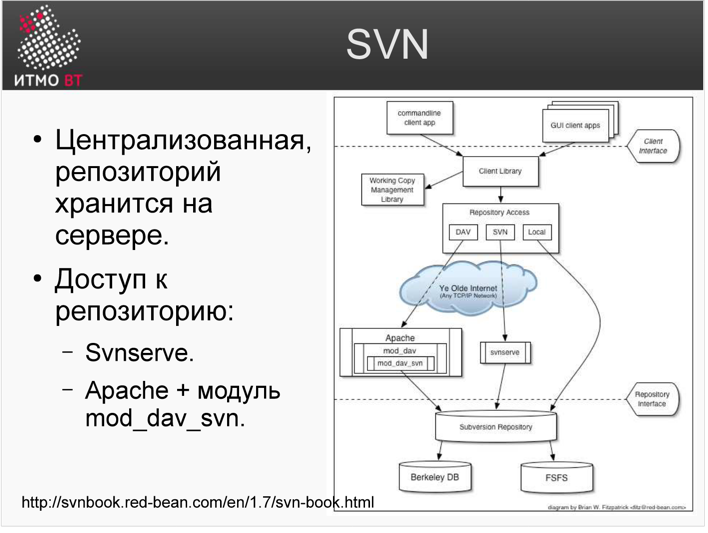 ИТМО ВТ
SVN
• Централизованная,
репозиторий
хранится на
сервере.
• Доступ к
репозиторию:
– Svnserve.
– Apache + модуль
mod_dav_svn.
commandline
client app
GUI client apps
Client
Interface
Client Library
Working Copy
Management
Library
Repository Access
DAV
SVN
Local
Ye Olde Internet
(Any TCP/IP Network)
Apache
mod_dav
mod_dav_svn
svnserve
Repository
Interface
Subversion Repository
Berkeley DB
FSFS
http://svnbook.red-bean.com/en/1.7/svn-book.html
diagram by Brian W. Fitzpatrick <fitz@red-bean.com>